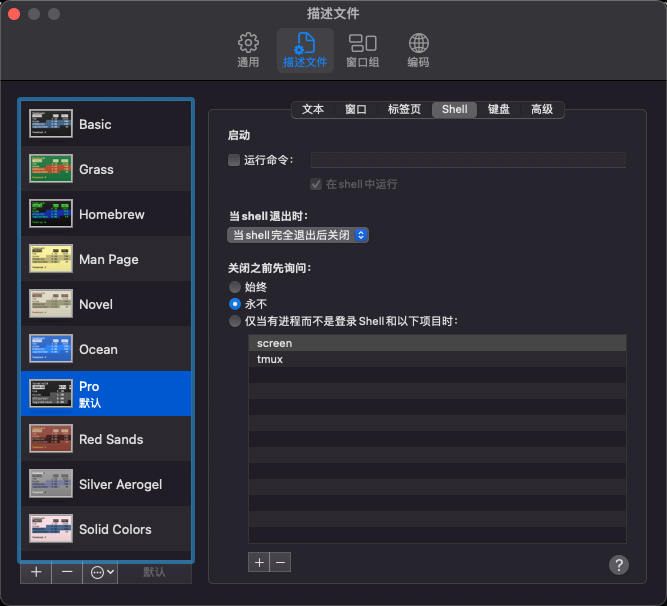 描述文件
通用
描述文件
窗口组
编码
Basic
Grass
Homebrew
Man Page
Novel
Ocean
Pro
默认
Red Sands
Silver Aerogel
Solid Colors
默认
文本 窗口 标签页 Shell 键盘 高级
启动
运行命令：
在 shell 中运行
当 shell 退出时：
当 shell 完全退出后关闭
关闭之前先询问：
始终
永不
仅当有进程而不是登录 Shell 和以下项目时：
screen
tmux
?